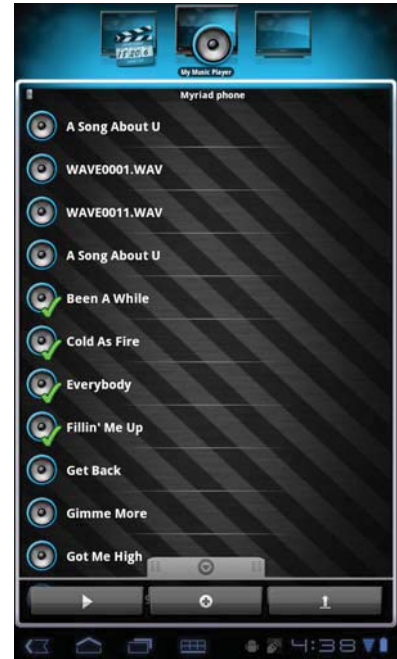 My Music Player
Myriad phone
A Song About U
WAVE0001.WAV
WAVE0011.WAV
A Song About U
Been A While
Cold As Fire
Everybody
Fillin' Me Up
Get Back
Gimme More
Got Me High
4:38